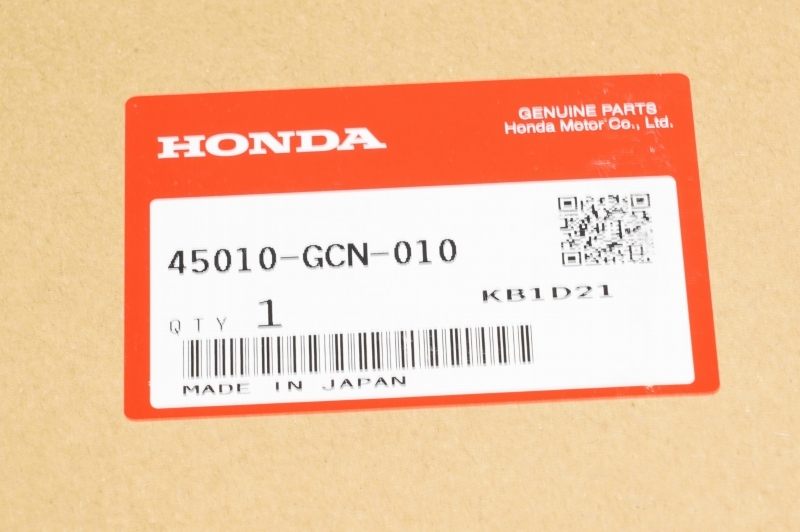 HONDA
GENUINE PARTS
Honda Motor Co., Ltd.
45010-GCN-010
KB1D21
QTY 1
MADE IN JAPAN